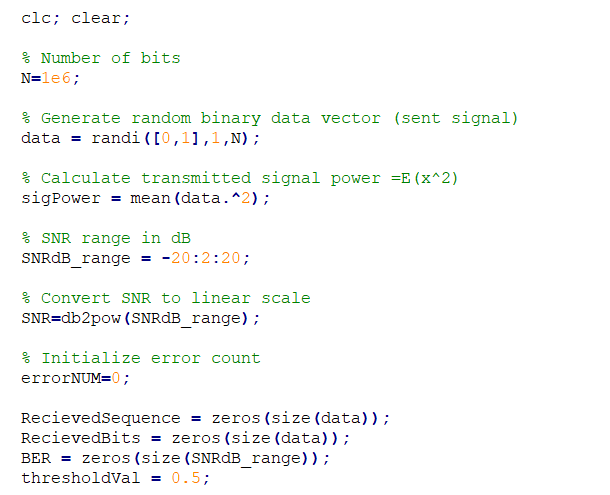 clc; clear;
% Number of bits
N=1e6;
% Generate random binary data vector (sent signal)
data = randi([0,1],1,N);
% Calculate transmitted signal power =E(x^2)
sigPower = mean(data.^2);
% SNR range in dB
SNRdB_range = -20:2:20;
% Convert SNR to linear scale
SNR=db2pow(SNRdB_range);
% Initialize error count
errorNUM=0;
RecievedSequence = zeros(size(data));
RecievedBits = zeros(size(data));
BER = zeros(size(SNRdB_range));
thresholdVal = 0.5;